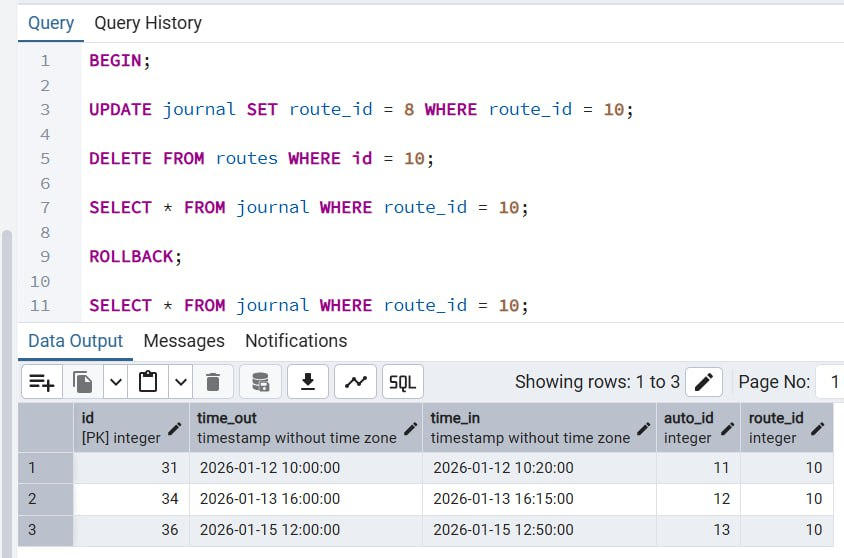 Query Query History
1 BEGIN;
2
3 UPDATE journal SET route_id = 8 WHERE route_id = 10;
4
5 DELETE FROM routes WHERE id = 10;
6
7 SELECT * FROM journal WHERE route_id = 10;
8
9 ROLLBACK;
10
11 SELECT * FROM journal WHERE route_id = 10;
Data Output Messages Notifications
SQL Showing rows: 1 to 3 Page No: 1
id time_out time_in auto_id route_id
[PK] integer timestamp without time zone timestamp without time zone integer integer
1 31 2026-01-12 10:00:00 2026-01-12 10:20:00 11 10
2 34 2026-01-13 16:00:00 2026-01-13 16:15:00 12 10
3 36 2026-01-15 12:00:00 2026-01-15 12:50:00 13 10